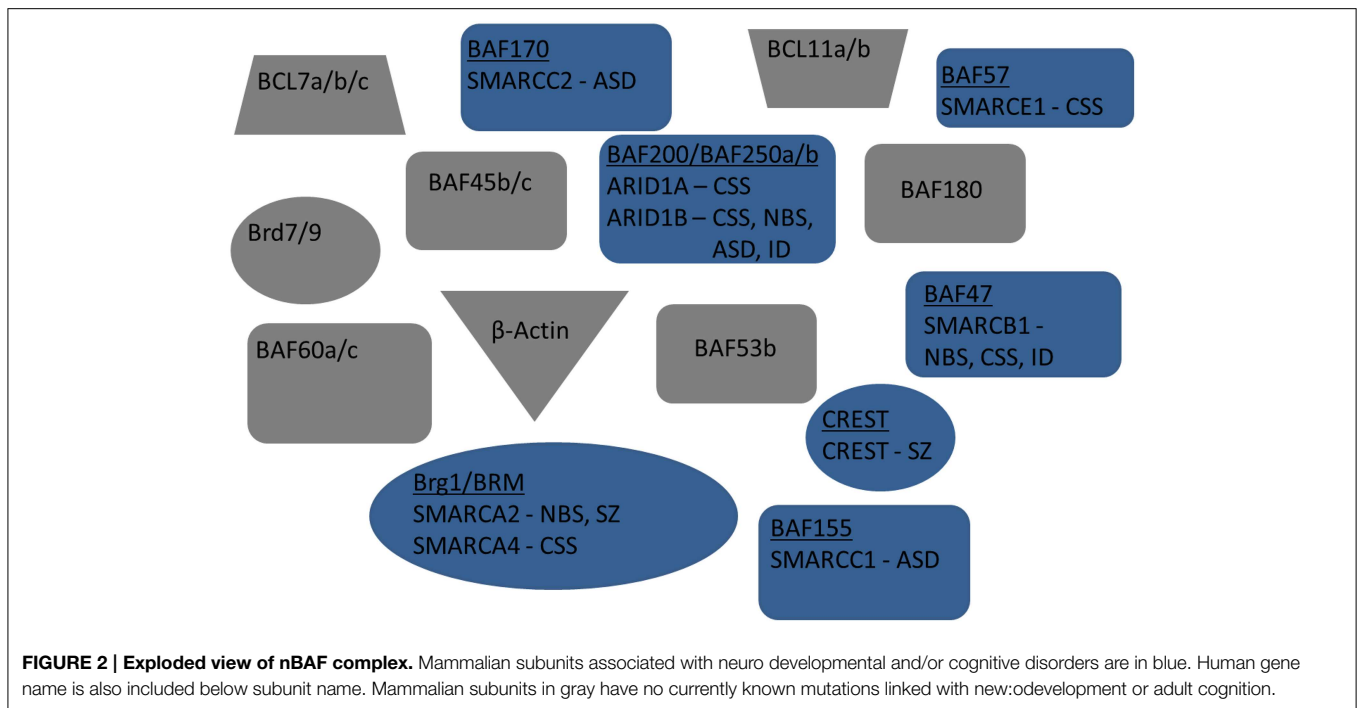 BCL7a/b/c
BAF170
SMARCC2 - ASD
BCL11a/b
BAF57
SMARCE1 - CSS
BAF45b/c
BAF200/BAF250a/b
ARID1A – CSS
ARID1B – CSS, NBS,
ASD, ID
BAF180
Brd7/9
BAF47
SMARCB1 -
NBS, CSS, ID
BAF60a/c
β-Actin
BAF53b
CREST
CREST - SZ
Brg1/BRM
SMARCA2 - NBS, SZ
SMARCA4 - CSS
BAF155
SMARCC1 - ASD
FIGURE 2 | Exploded view of nBAF complex. Mammalian subunits associated with neuro developmental and/or cognitive disorders are in blue. Human gene
name is also included below subunit name. Mammalian subunits in gray have no currently known mutations linked with new:odevelopment or adult cognition.